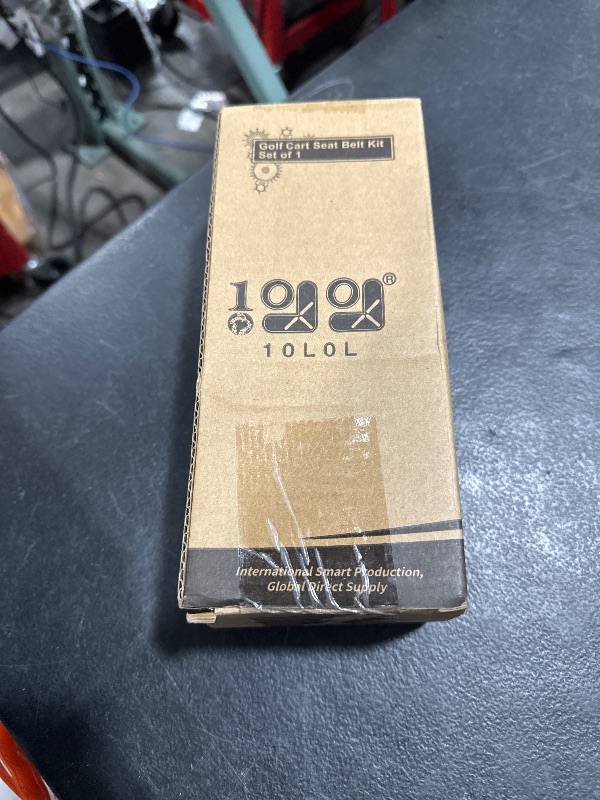 Golf Cart Seat Belt Kit
Set of 1
®
10L0L
International Smart Production,
Global Direct Supply